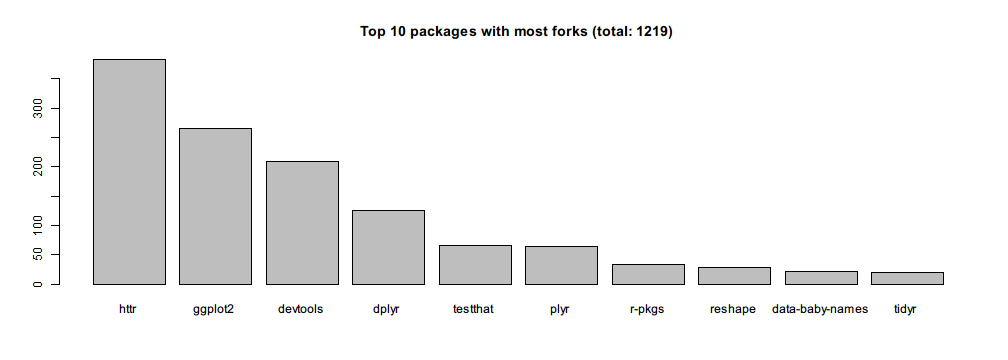 Top 10 packages with most forks (total: 1219)
300
200
100
50
0
httr ggplot2 devtools dplyr testthat plyr r-pkgs reshape data-baby-names tidyr